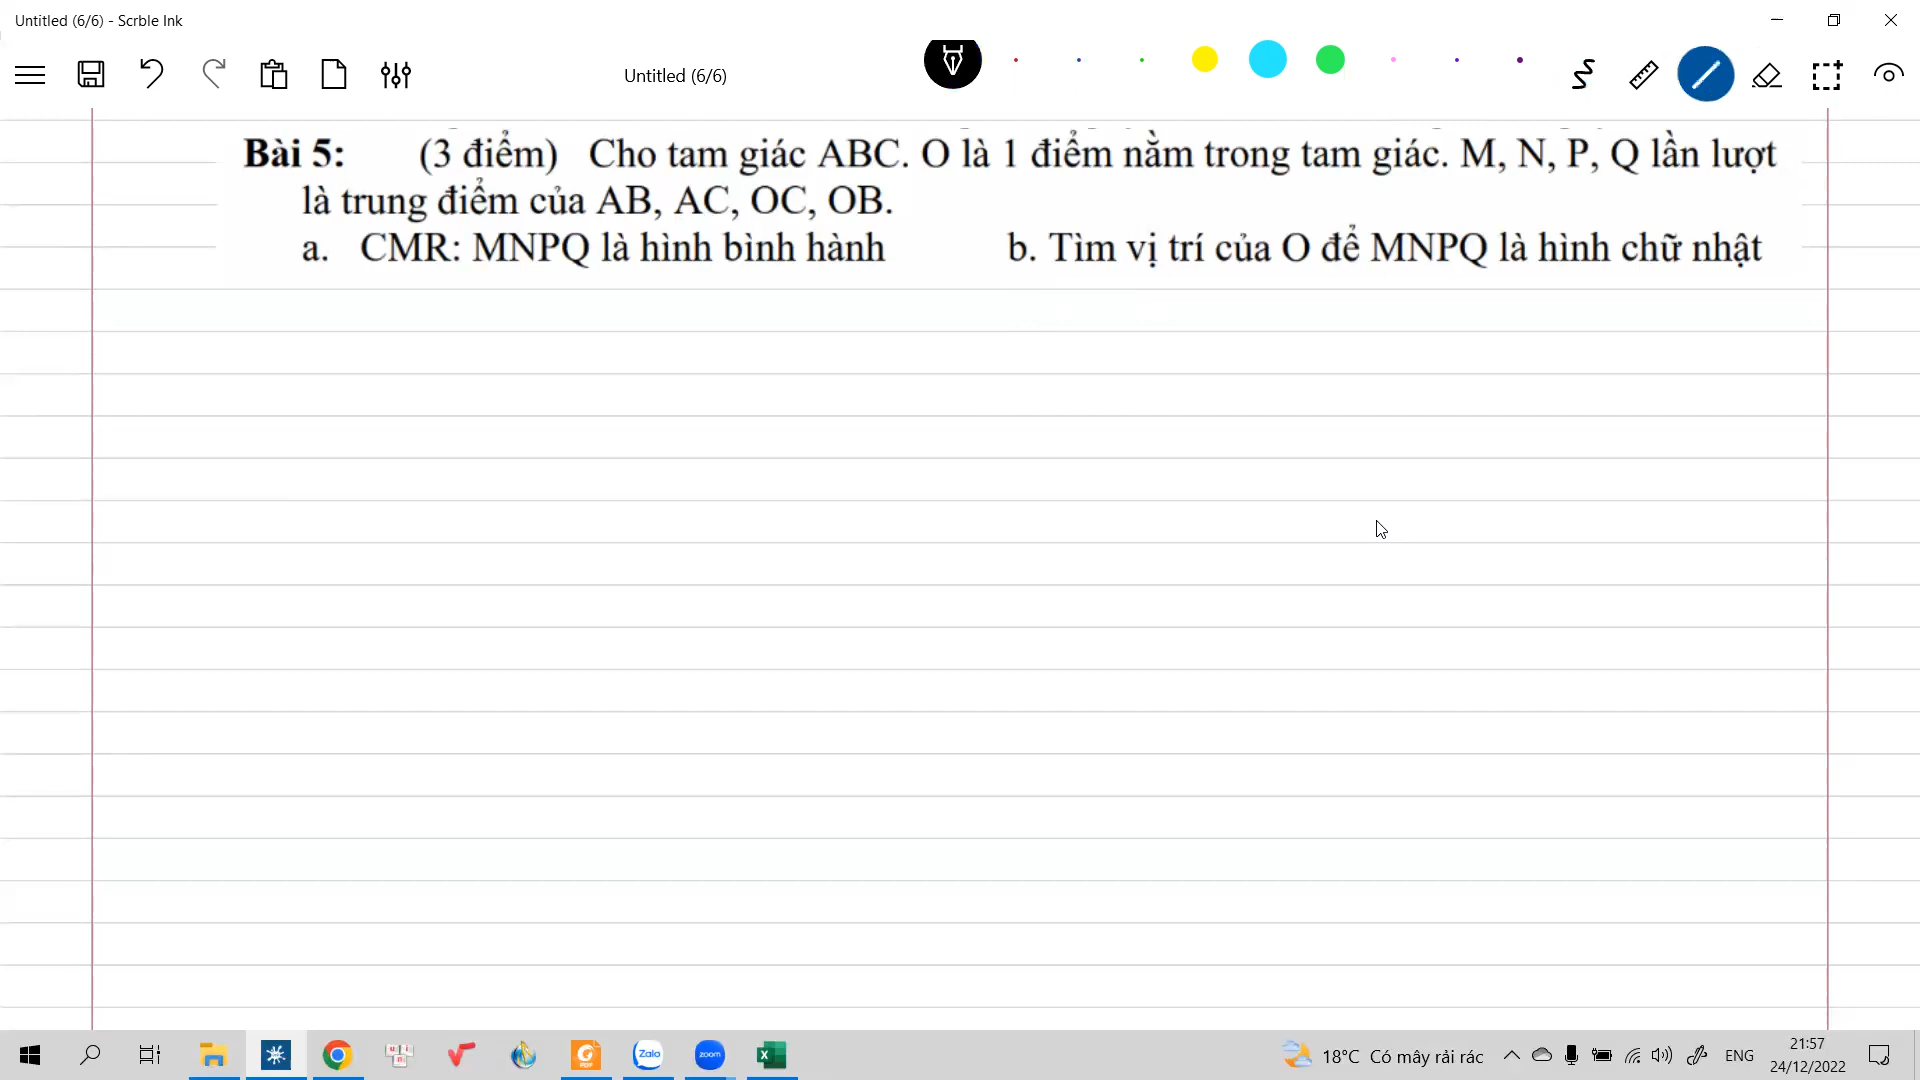 Untitled (6/6) - Scrble Ink
Untitled (6/6)
Bài 5: (3 điểm) Cho tam giác ABC. O là 1 điểm nằm trong tam giác. M, N, P, Q lần lượt
là trung điểm của AB, AC, OC, OB.
a. CMR: MNPQ là hình bình hành b. Tìm vị trí của O để MNPQ là hình chữ nhật
Zalo
zoom
18°C Có mây rải rác
ENG
21:57
24/12/2022